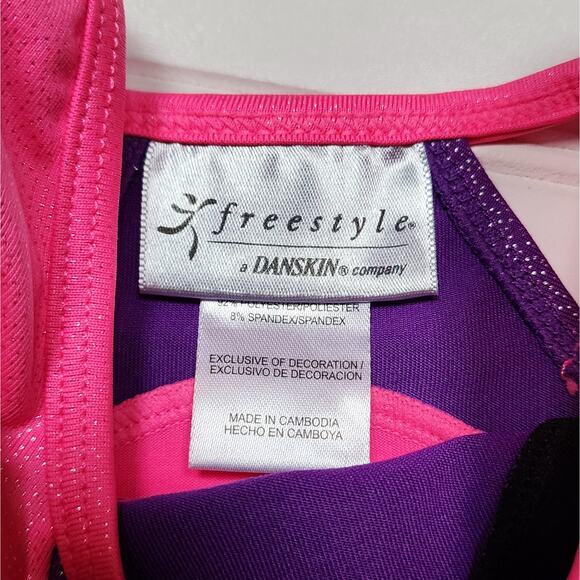 freestyle®
a DANSKIN® company
92% POLYESTER/POLIESTER
8% SPANDEX/SPANDEX
EXCLUSIVE OF DECORATION /
EXCLUSIVO DE DECORACION
MADE IN CAMBODIA
HECHO EN CAMBOYA